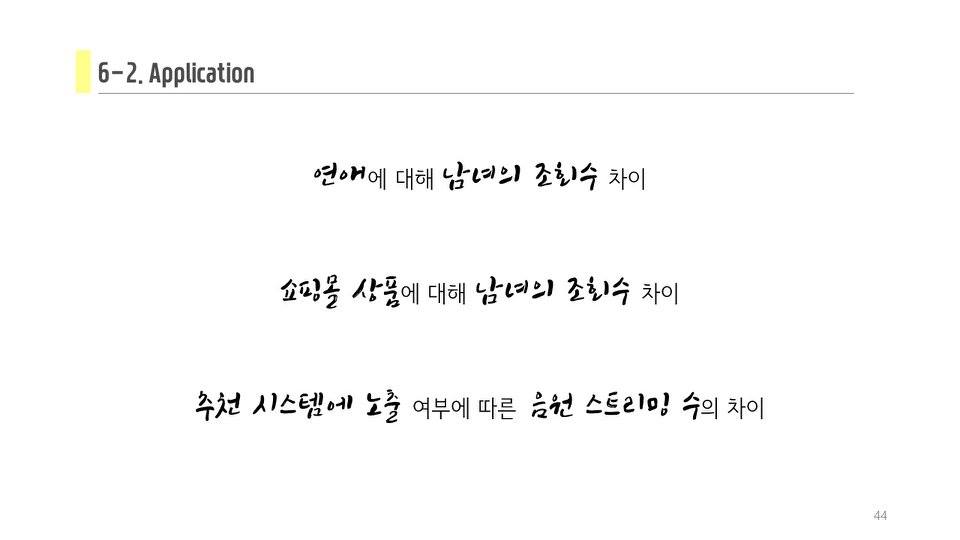 6-2. Application
연애에 대해 남녀의 조회수 차이
쇼핑몰 상품에 대해 남녀의 조회수 차이
추천 시스템에 노출 여부에 따른 음원 스트리밍 수의 차이
44